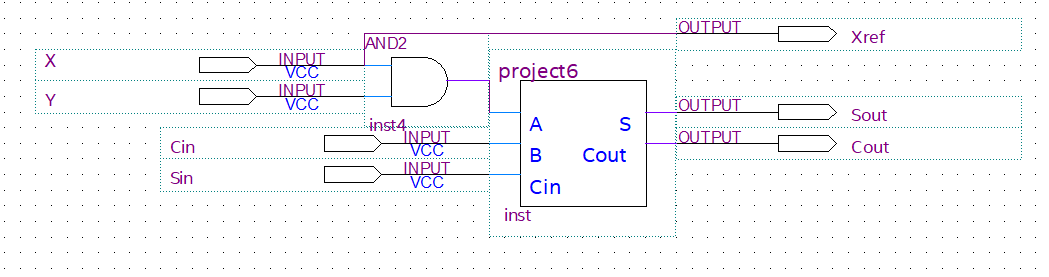 OUTPUT
Xref
AND2
X
INPUT
VCC
project6
Y
INPUT
VCC
OUTPUT
Sout
A
S
inst4
Cin
INPUT
VCC
B
Cout
OUTPUT
Cout
Sin
INPUT
VCC
Cin
inst